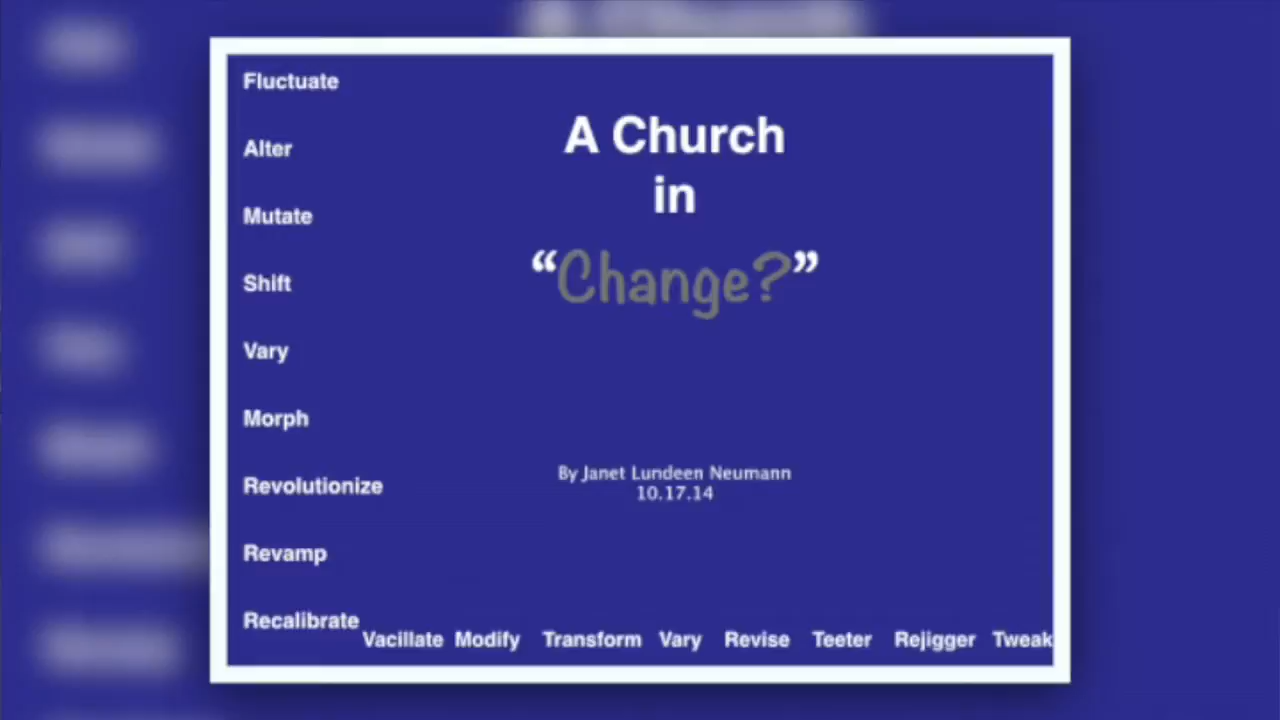 Fluctuate
Alter
Mutate
Shift
Vary
Morph
Revolutionize
Revamp
Recalibrate
A Church
in
“Change?”
By Janet Lundeen Neumann
10.17.14
Vacillate Modify Transform Vary Revise Teeter Rejigger Tweak